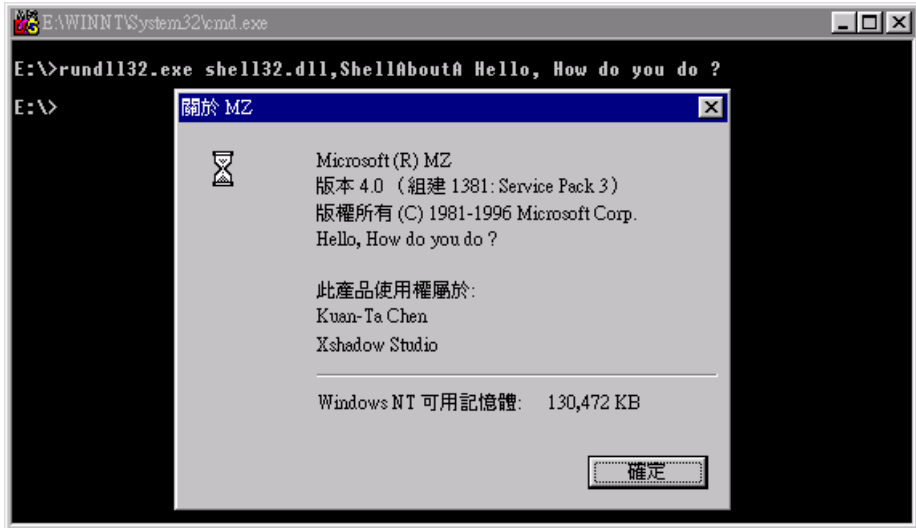 E:\WINNT\System32\cmd.exe
E:\>rundll32.exe shell32.dll,ShellAboutA Hello, How do you do ?
E:\>
關於 MZ
Microsoft (R) MZ
版本 4.0 （組建 1381: Service Pack 3）
版權所有 (C) 1981-1996 Microsoft Corp.
Hello, How do you do ?
此產品使用權屬於:
Kuan-Ta Chen
Xshadow Studio
Windows NT 可用記憶體: 130,472 KB
確定